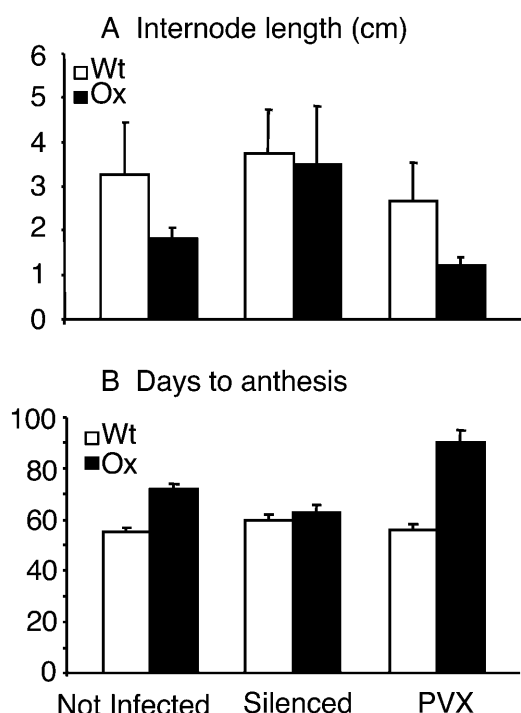 A Internode length (cm)
6
5
4
3
2
1
0
Wt
Ox
B Days to anthesis
100
80
60
40
20
0
Wt
Ox
Not Infected Silenced PVX